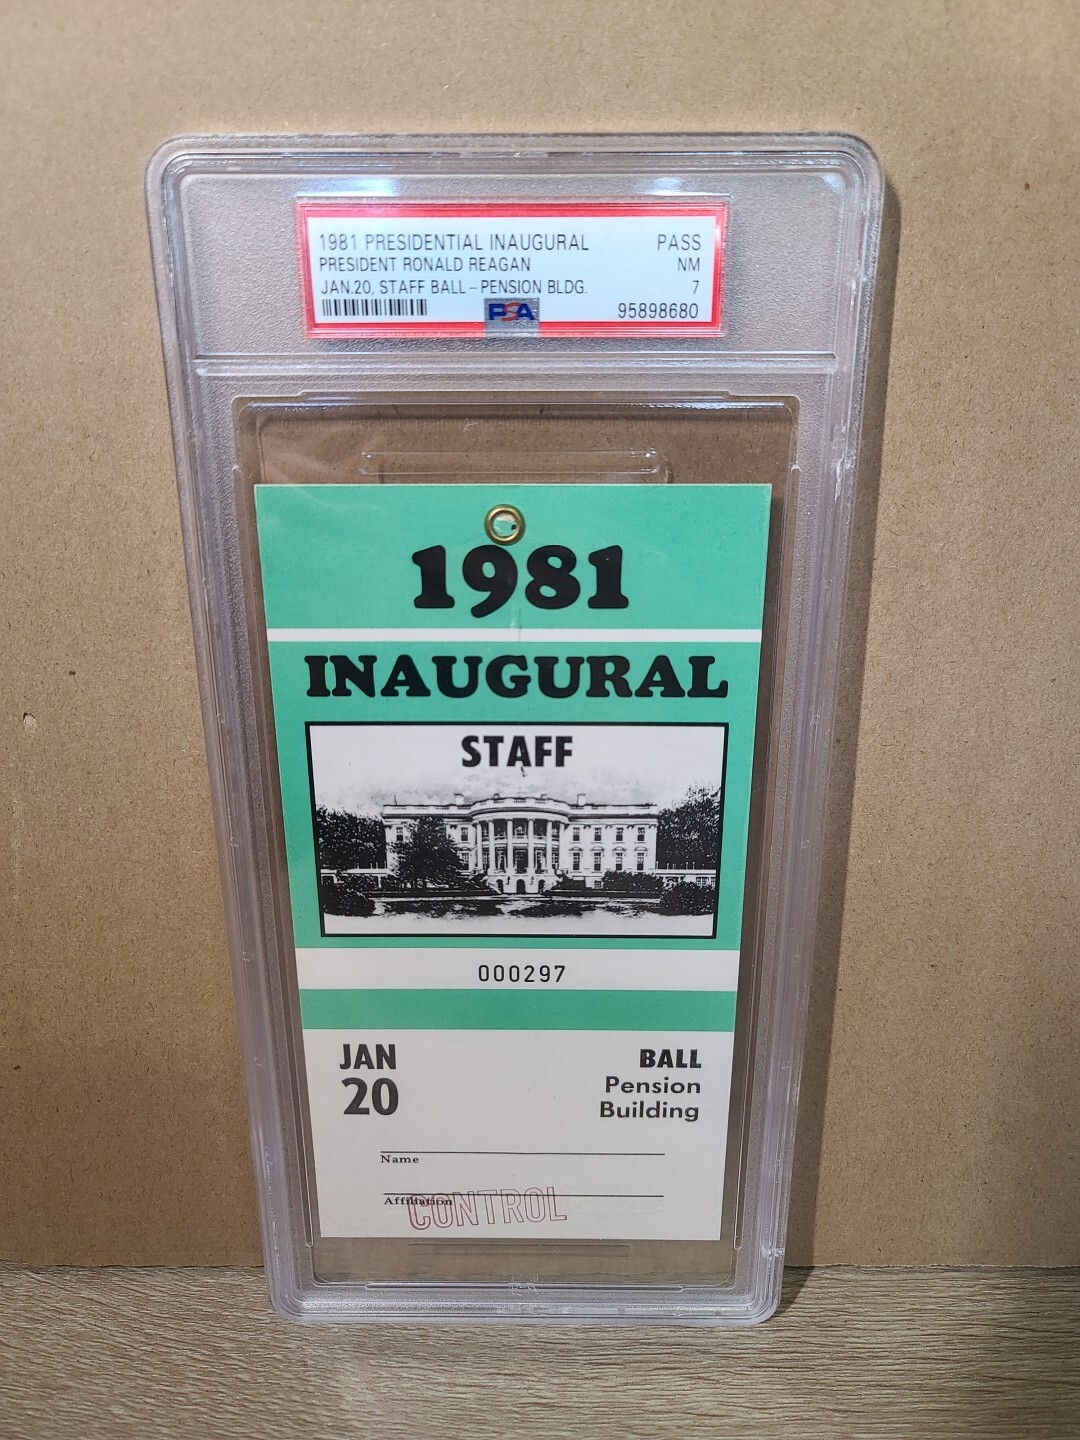 1981 PRESIDENTIAL INAUGURAL PASS
PRESIDENT RONALD REAGAN NM
JAN.20, STAFF BALL-PENSION BLDG. 7
PSA 95898680
1981
INAUGURAL
STAFF
000297
JAN BALL
20 Pension
Building
Name
Affiliation
CONTROL